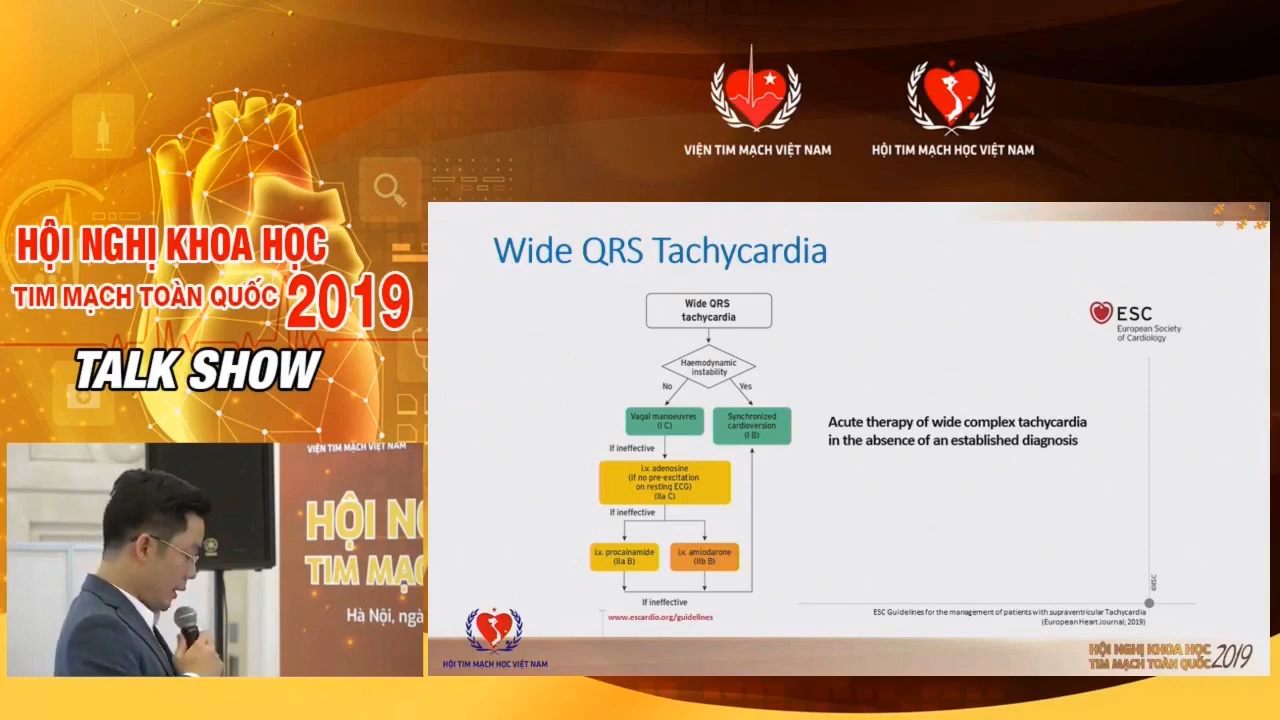 VIỆN TIM MẠCH VIỆT NAM
HỘI TIM MẠCH HỌC VIỆT NAM
HỘI NGHỊ KHOA HỌC
TIM MẠCH TOÀN QUỐC 2019
TALK SHOW
VIỆN TIM MẠCH VIỆT NAM
HỘI
TIM
Hà Nội,
Wide QRS Tachycardia
Wide QRS
tachycardia
Haemodynamic
instability
No
Yes
Vagal manoeuvres
(I C)
Synchronized
cardioversion
(I B)
If ineffective
i.v. adenosine
(if no pre-excitation
on resting ECG)
(IIa C)
If ineffective
i.v. procainamide
(IIa B)
i.v. amiodarone
(IIb B)
If ineffective
www.escardio.org/guidelines
ESC
European Society
of Cardiology
Acute therapy of wide complex tachycardia
in the absence of an established diagnosis
©ESC
ESC Guidelines for the management of patients with supraventricular Tachycardia
(European Heart Journal; 2019)
HỘI TIM MẠCH HỌC VIỆT NAM
HỘI NGHỊ KHOA HỌC
TIM MẠCH TOÀN QUỐC 2019